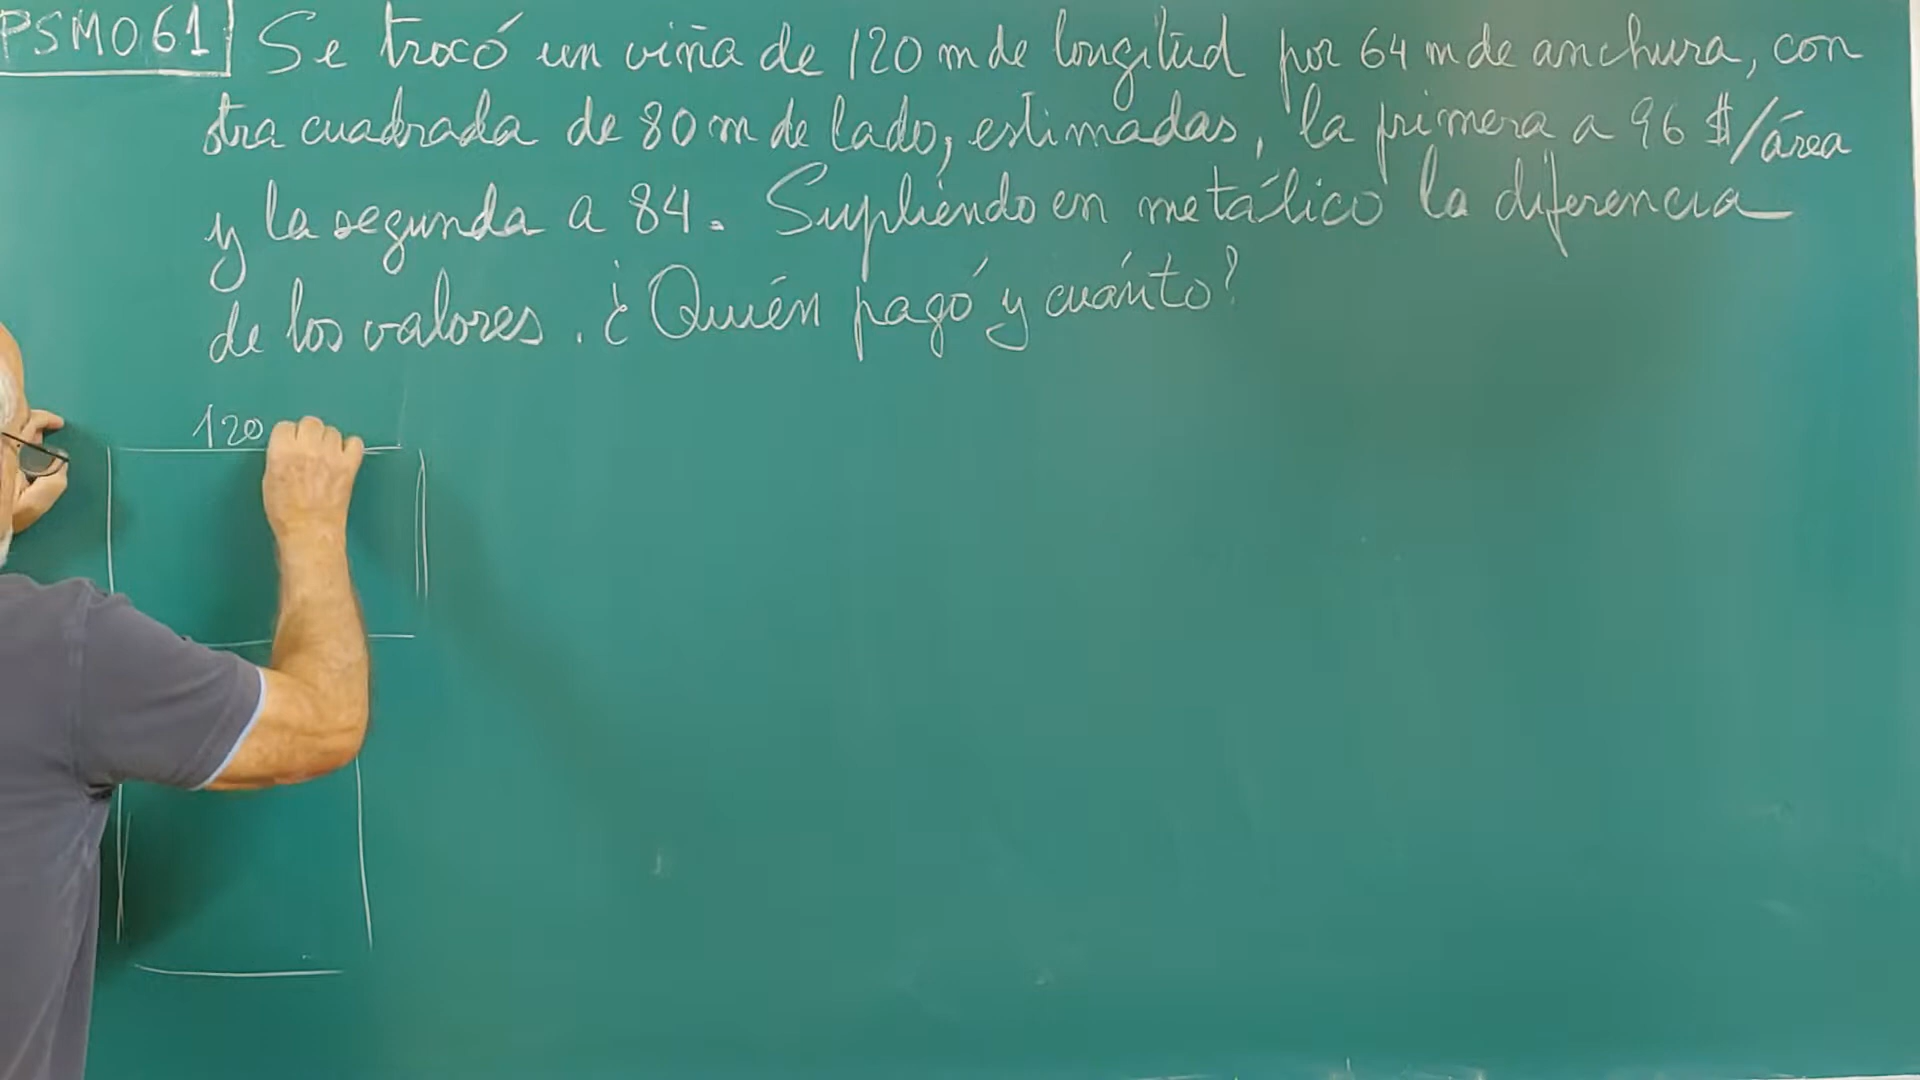 PSM061 Se trocó un viña de 120 m de longitud por 64 m de anchura, con
otra cuadrada de 80 m de lado, estimadas, la primera a 96 $/área
y la segunda a 84. Supliendo en metálico la diferencia
de los valores. ¿Quién pagó y cuánto?
120